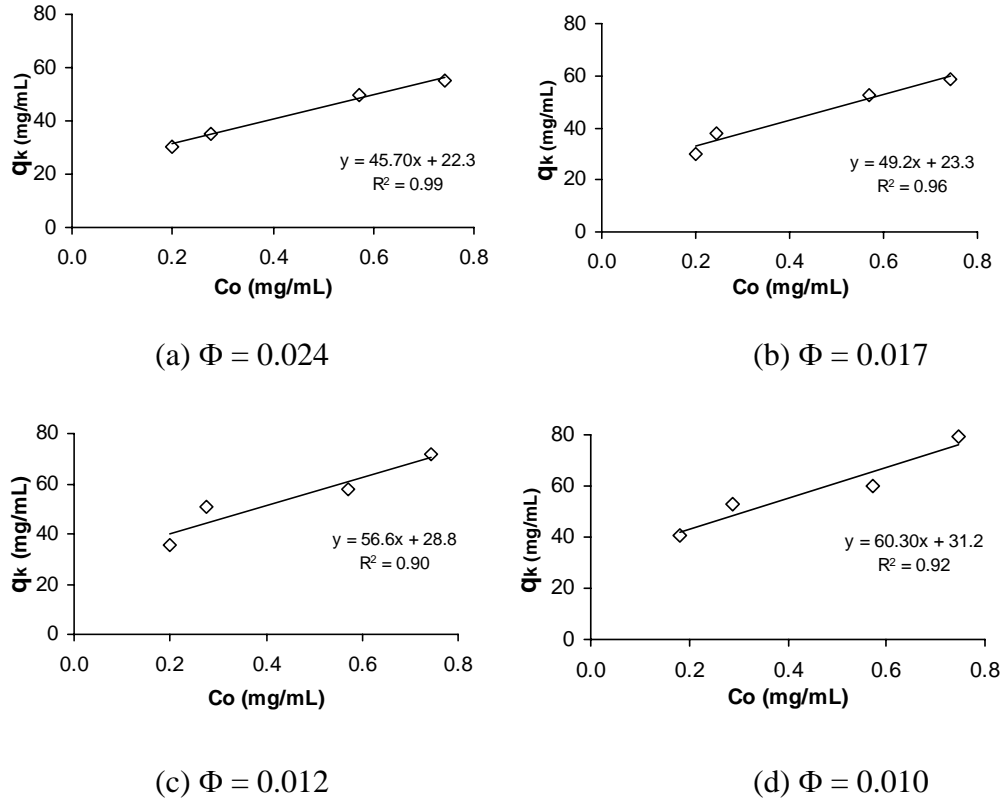 80
60
40
20
0
qk (mg/mL)
y = 45.70x + 22.3
R² = 0.99
0.0 0.2 0.4 0.6 0.8
Co (mg/mL)
(a) Φ = 0.024
80
60
40
20
0
qk (mg/mL)
y = 49.2x + 23.3
R² = 0.96
0.0 0.2 0.4 0.6 0.8
Co (mg/mL)
(b) Φ = 0.017
80
60
40
20
0
qk (mg/mL)
y = 56.6x + 28.8
R² = 0.90
0.0 0.2 0.4 0.6 0.8
Co (mg/mL)
(c) Φ = 0.012
80
60
40
20
0
qk (mg/mL)
y = 60.30x + 31.2
R² = 0.92
0.0 0.2 0.4 0.6 0.8
Co (mg/mL)
(d) Φ = 0.010